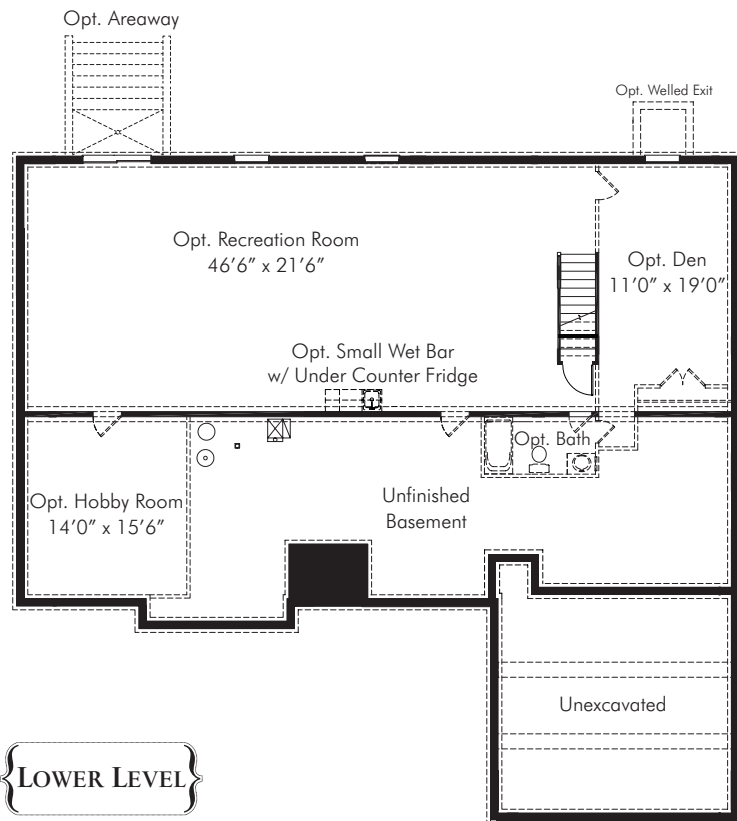 Opt. Areaway
Opt. Welled Exit
Opt. Recreation Room
46’6” x 21’6”
Opt. Den
11’0” x 19’0”
Opt. Small Wet Bar
w/ Under Counter Fridge
Opt. Bath
Opt. Hobby Room
14’0” x 15’6”
Unfinished
Basement
Unexcavated
{LOWER LEVEL}